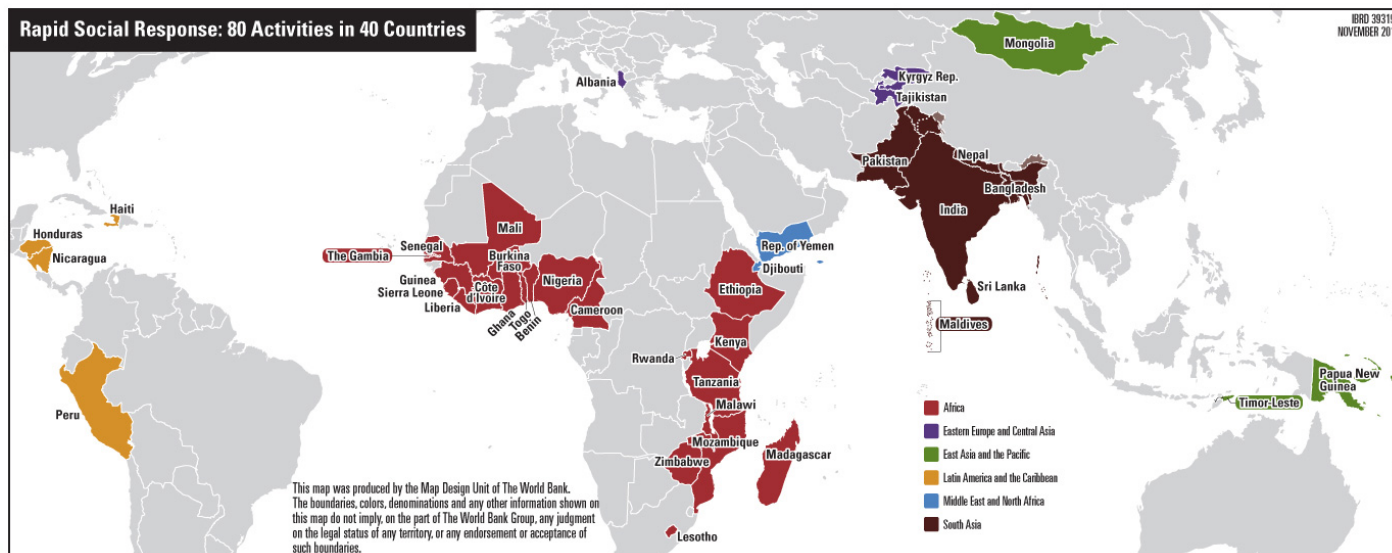 Rapid Social Response: 80 Activities in 40 Countries
IBRD 39319
NOVEMBER 201
Mongolia
Albania
Kyrgyz Rep.
Tajikistan
Pakistan
Nepal
Bangladesh
India
Haiti
Honduras
Nicaragua
Mali
Senegal
The Gambia
Burkina
Faso
Rep. of Yemen
Djibouti
Guinea
Sierra Leone
Côte
d'Ivoire
Nigeria
Ethiopia
Sri Lanka
Liberia
Ghana
Togo
Benin
Cameroon
Maldives
Kenya
Rwanda
Tanzania
Papua New
Guinea
Timor-Leste
Peru
Malawi
Mozambique
Zimbabwe
Madagascar
Lesotho
Africa
Eastern Europe and Central Asia
East Asia and the Pacific
Latin America and the Caribbean
Middle East and North Africa
South Asia
This map was produced by the Map Design Unit of The World Bank.
The boundaries, colors, denominations and any other information shown on
this map do not imply, on the part of The World Bank Group, any judgment
on the legal status of any territory, or any endorsement or acceptance of
such boundaries.